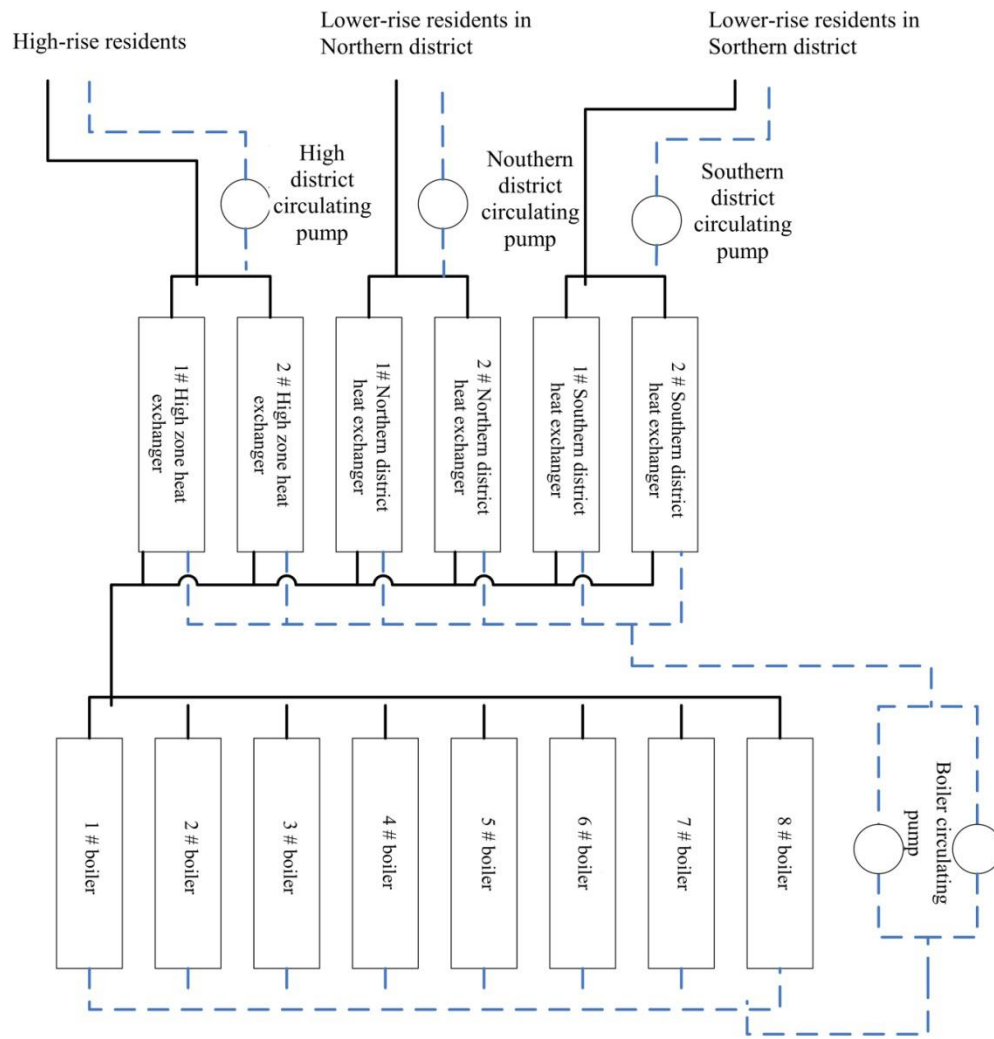 High-rise residents
Lower-rise residents in
Northern district
Lower-rise residents in
Sorthern district
High
district
circulating
pump
Nouthern
district
circulating
pump
Southern
district
circulating
pump
1# High zone heat
exchanger
2 # High zone heat
exchanger
1# Northern district
heat exchanger
2 # Northern district
heat exchanger
1# Southern district
heat exchanger
2 # Southern district
heat exchanger
1 # boiler
2 # boiler
3 # boiler
4 # boiler
5 # boiler
6 # boiler
7 # boiler
8 # boiler
Boiler circulating
pump